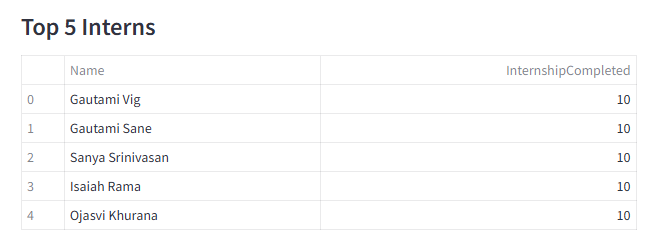 Top 5 Interns
Name InternshipCompleted
0 Gautami Vig 10
1 Gautami Sane 10
2 Sanya Srinivasan 10
3 Isaiah Rama 10
4 Ojasvi Khurana 10